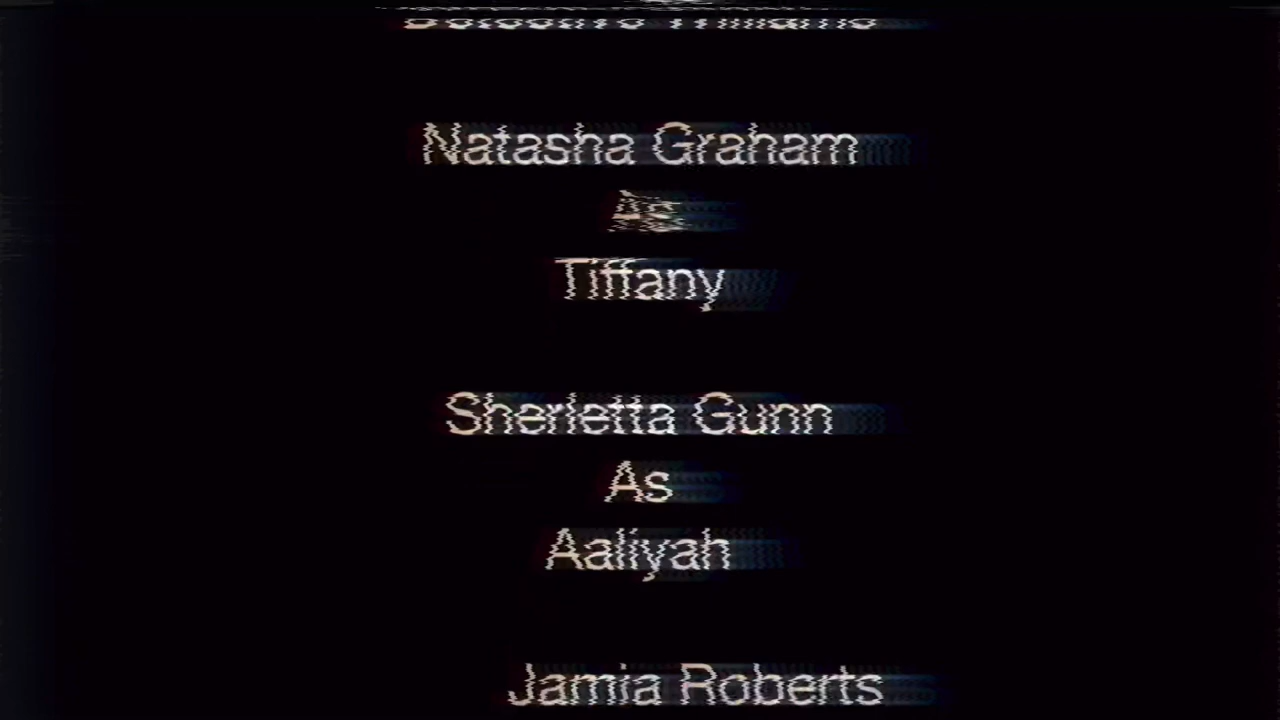 Natasha Graham
As
Tiffany
Sherletta Gunn
As
Aaliyah
Jamia Roberts